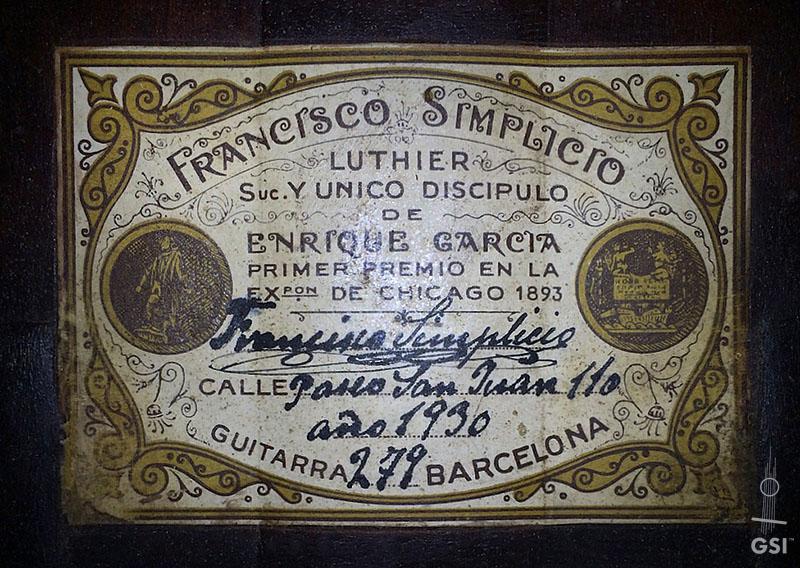 FRANCISCO SIMPLICIO
LUTHIER
Suc. Y UNICO DISCIPULO
DE
ENRIQUE GARCIA
PRIMER PREMIO EN LA
EXPON DE CHICAGO 1893
Francisco Simplicio
CALLE paseo San Juan 110
año 1930
GUITARRA 279 BARCELONA
GSI™